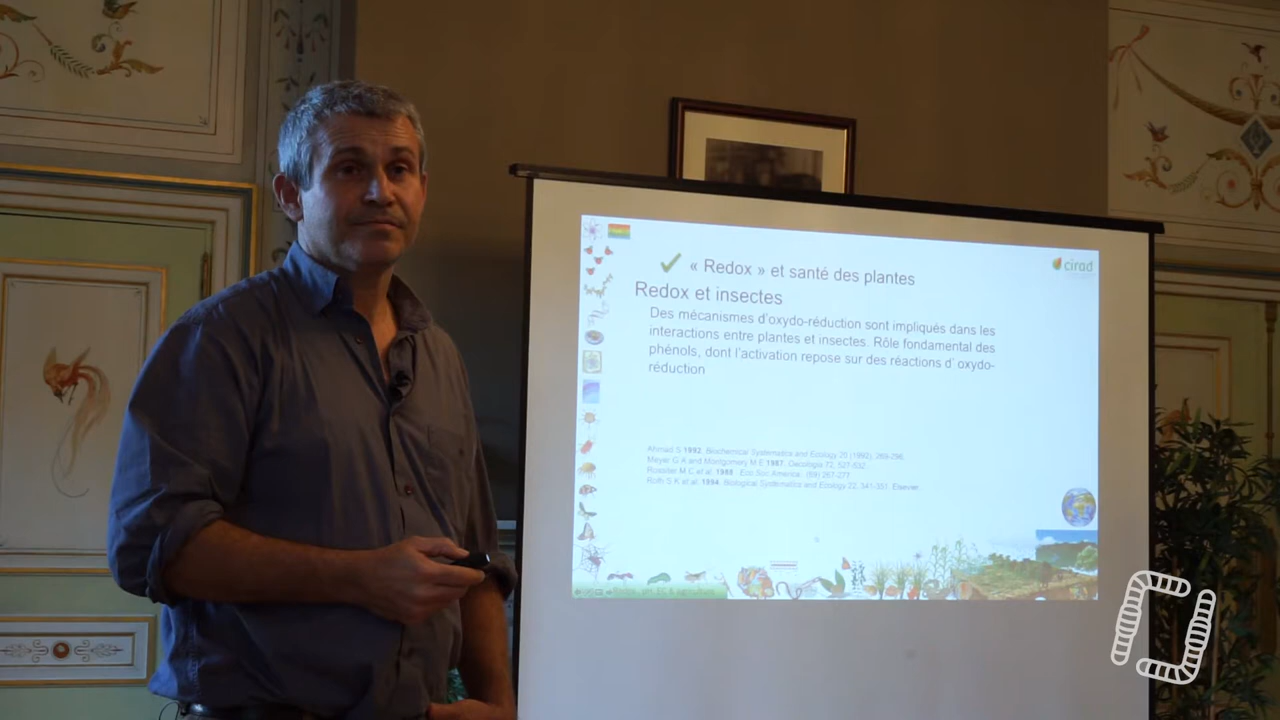 cirad
« Redox » et santé des plantes
Redox et insectes
Des mécanismes d'oxydo-réduction sont impliqués dans les
interactions entre plantes et insectes. Rôle fondamental des
phénols, dont l'activation repose sur des réactions d' oxydo-
réduction
Ahmad S 1992. Biochemical Systematics and Ecology 20 (1992), 269-296
Meyer G A and Montgomery M E 1987. Oecologia 72, 527-532
M C et al. 1988. Eco Soc America. (69) 267-277
Roth S K et al. 1994. Biological Systematics and Ecology 22, 341-351. Elsevier